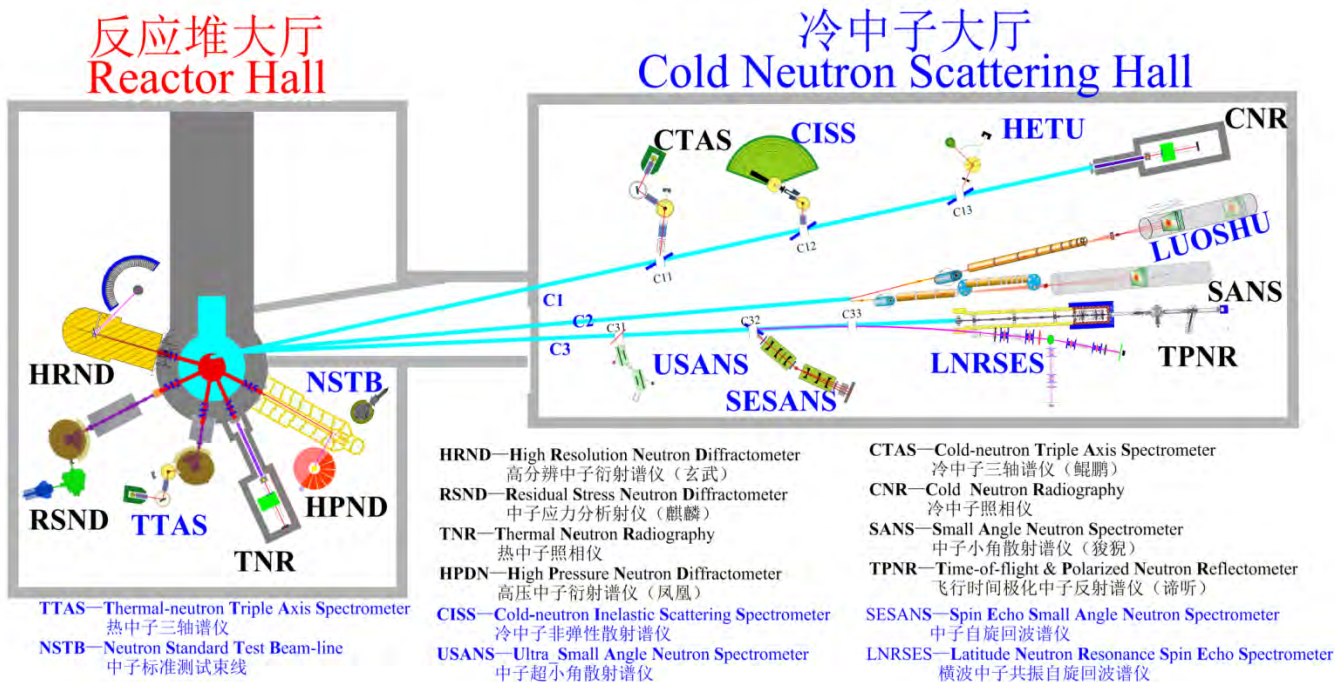 反应堆大厅
Reactor Hall
冷中子大厅
Cold Neutron Scattering Hall
CTAS
CISS
HETU
CNR
C13
C12
C11
LUOSHU
SANS
C1
C2
C3
C31
C32
C33
USANS
SESANS
LNRSES
TPNR
HRND
NSTB
RSND
TTAS
TNR
HPND
HRND—High Resolution Neutron Diffractometer
高分辨中子衍射谱仪（玄武）
RSND—Residual Stress Neutron Diffractometer
中子应力分析射仪（麒麟）
TNR—Thermal Neutron Radiography
热中子照相仪
HPDN—High Pressure Neutron Diffractometer
高压中子衍射谱仪（凤凰）
CISS—Cold-neutron Inelastic Scattering Spectrometer
冷中子非弹性散射谱仪
USANS—Ultra_Small Angle Neutron Spectrometer
中子超小角散射谱仪
CTAS—Cold-neutron Triple Axis Spectrometer
冷中子三轴谱仪（鲲鹏）
CNR—Cold Neutron Radiography
冷中子照相仪
SANS—Small Angle Neutron Spectrometer
中子小角散射谱仪（狻猊）
TPNR—Time-of-flight & Polarized Neutron Reflectometer
飞行时间极化中子反射谱仪（谛听）
SESANS—Spin Echo Small Angle Neutron Spectrometer
中子自旋回波谱仪
LNRSES—Latitude Neutron Resonance Spin Echo Spectrometer
横波中子共振自旋回波谱仪
TTAS—Thermal-neutron Triple Axis Spectrometer
热中子三轴谱仪
NSTB—Neutron Standard Test Beam-line
中子标准测试束线